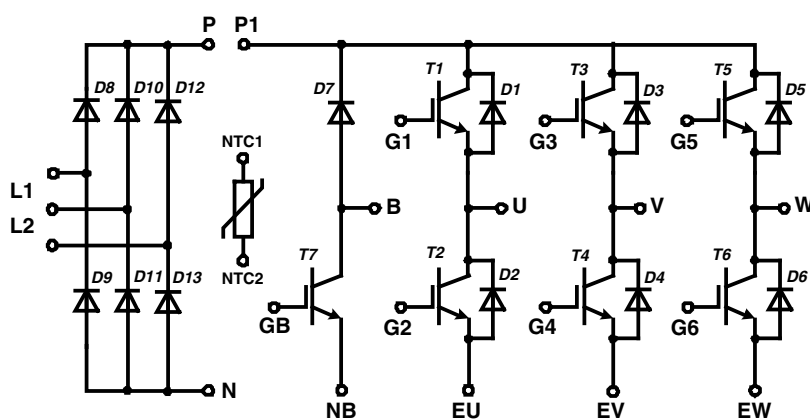 P P1
D8 D10 D12
D7
T1
D1
T3
D3
T5
D5
G1
G3
G5
NTC1
L1
L2
B
U
V
W
NTC2
D9 D11 D13
T7
T2
D2
T4
D4
T6
D6
GB
G2
G4
G6
N
NB
EU
EV
EW